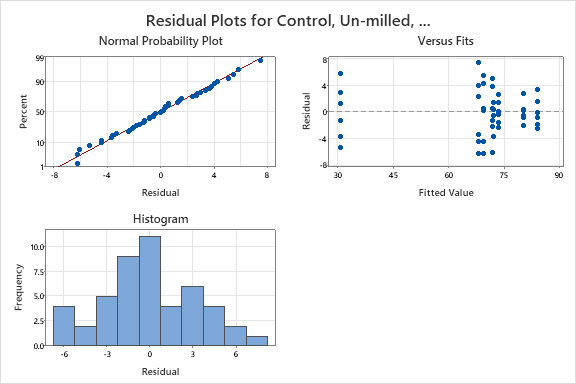 Residual Plots for Control, Un-milled, ...
Normal Probability Plot
99
90
50
10
1
Percent
-8 -4 0 4 8
Residual
Versus Fits
8
4
0
-4
-8
Residual
30 45 60 75 90
Fitted Value
Histogram
10.0
7.5
5.0
2.5
0.0
Frequency
-6 -3 0 3 6
Residual